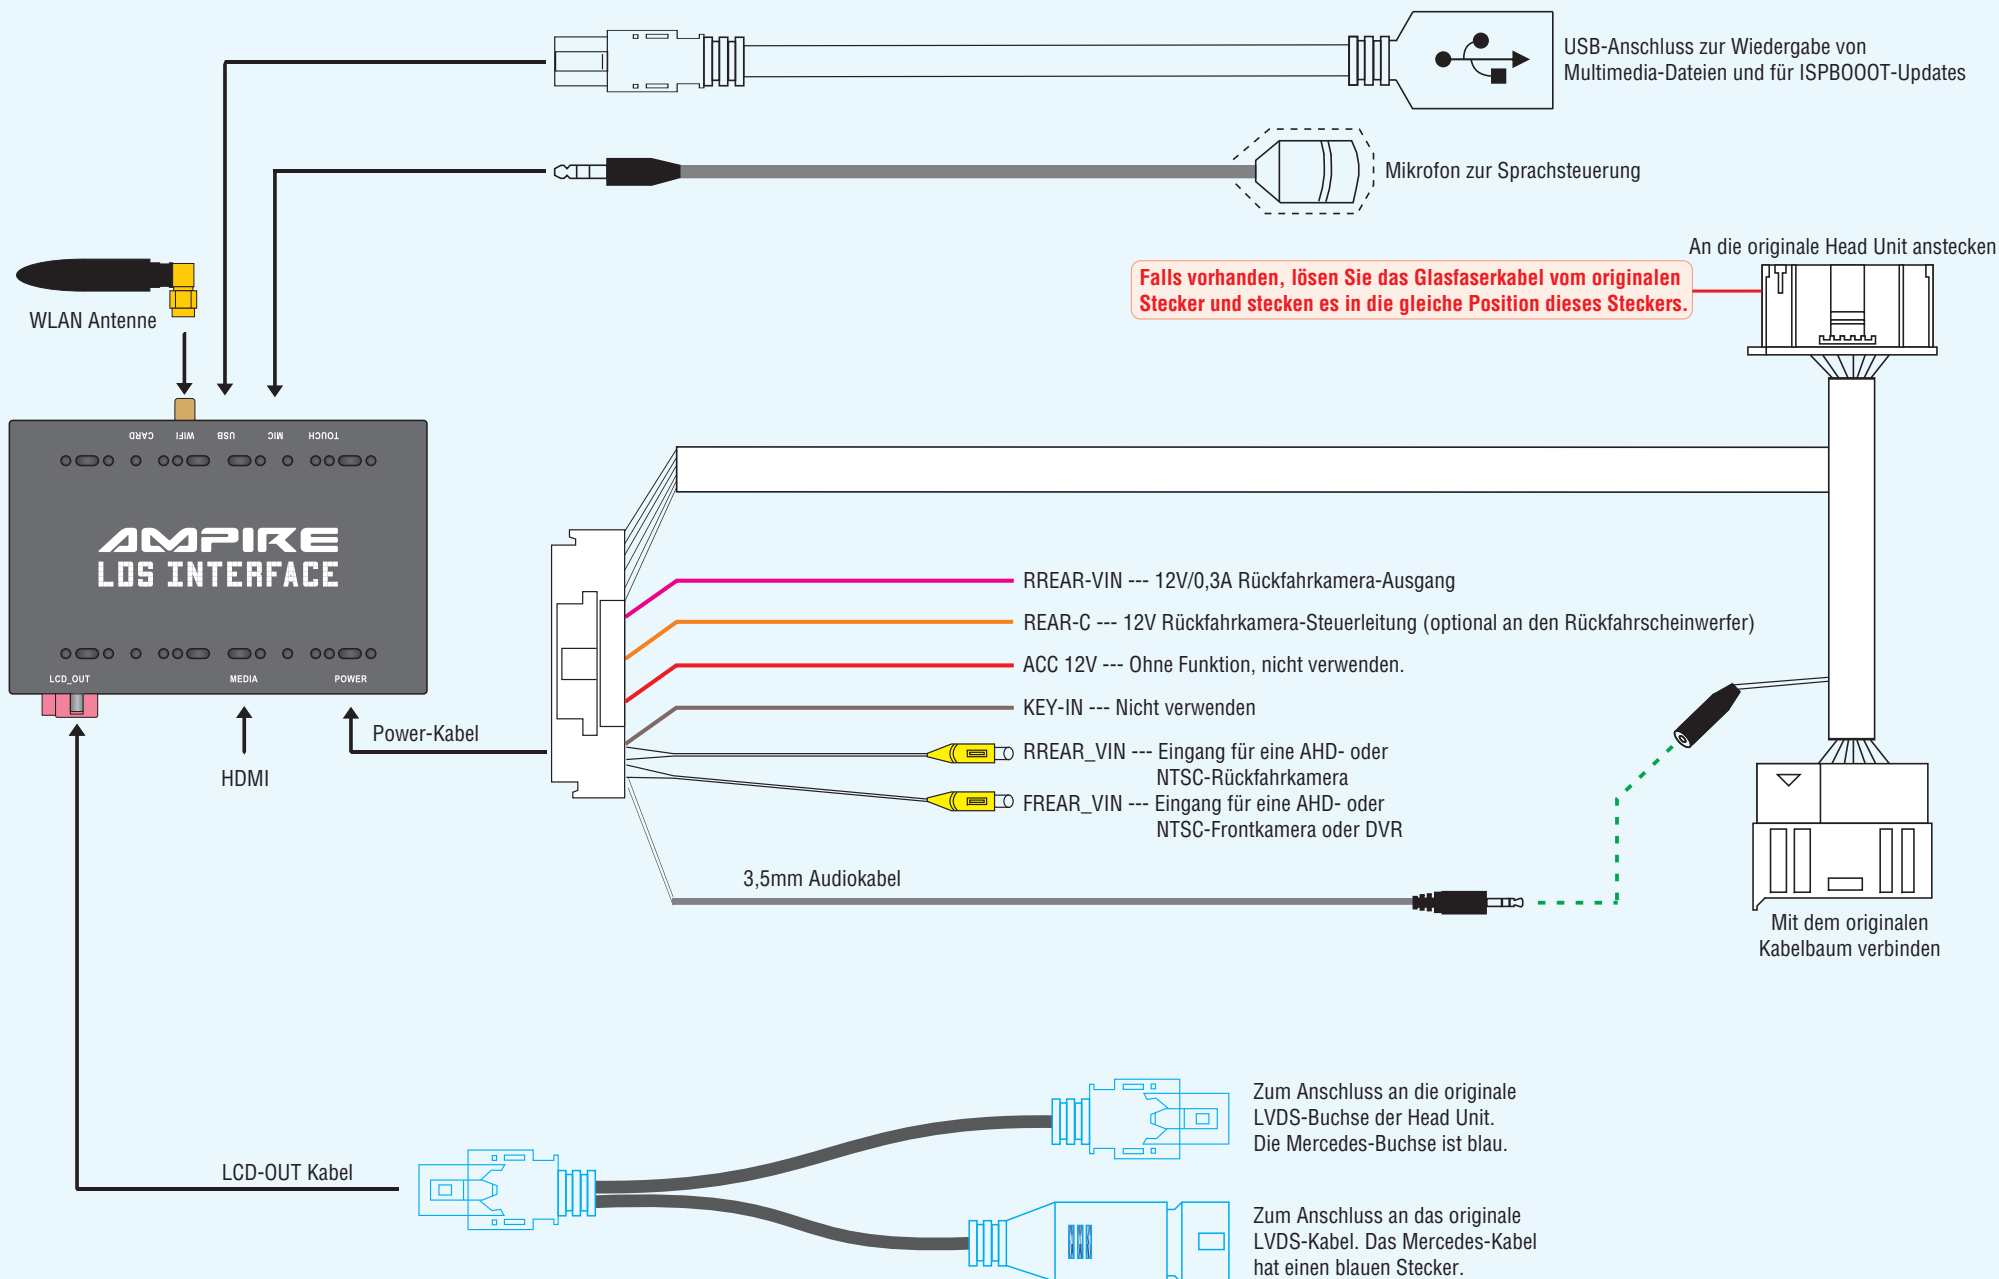 USB-Anschluss zur Wiedergabe von
Multimedia-Dateien und für ISPBOOOT-Updates
Mikrofon zur Sprachsteuerung
An die originale Head Unit anstecken
Falls vorhanden, lösen Sie das Glasfaserkabel vom originalen
Stecker und stecken es in die gleiche Position dieses Steckers.
WLAN Antenne
CARD WIFI USB MIC TOUCH
AMPIRE
LDS INTERFACE
LCD_OUT MEDIA POWER
Power-Kabel
HDMI
RREAR-VIN --- 12V/0,3A Rückfahrkamera-Ausgang
REAR-C --- 12V Rückfahrkamera-Steuerleitung (optional an den Rückfahrscheinwerfer)
ACC 12V --- Ohne Funktion, nicht verwenden.
KEY-IN --- Nicht verwenden
RREAR_VIN --- Eingang für eine AHD- oder
NTSC-Rückfahrkamera
FREAR_VIN --- Eingang für eine AHD- oder
NTSC-Frontkamera oder DVR
3,5mm Audiokabel
Mit dem originalen
Kabelbaum verbinden
LCD-OUT Kabel
Zum Anschluss an die originale
LVDS-Buchse der Head Unit.
Die Mercedes-Buchse ist blau.
Zum Anschluss an das originale
LVDS-Kabel. Das Mercedes-Kabel
hat einen blauen Stecker.